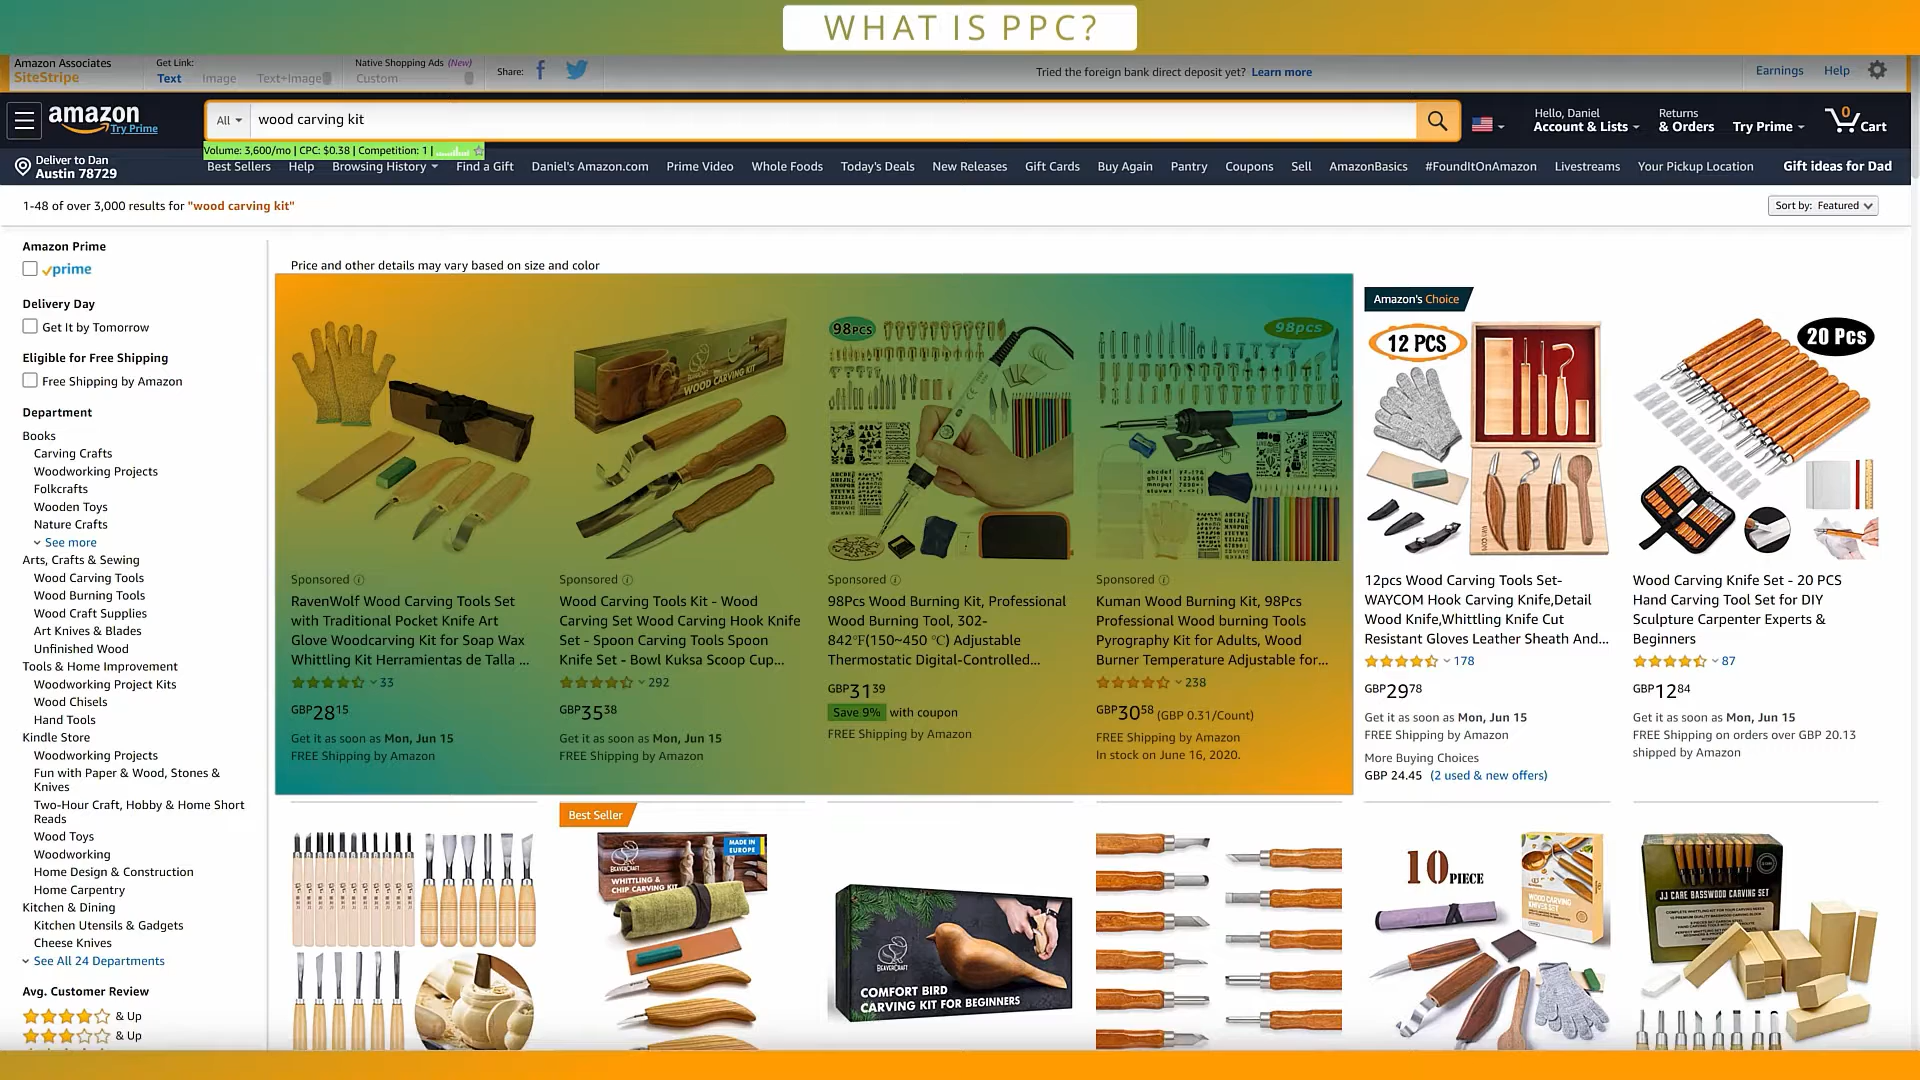 WHAT IS PPC?
Amazon Associates
SiteStripe
Get Link:
Text Image Text+Image
Native Shopping Ads (New)
Custom
Share:
Tried the foreign bank direct deposit yet? Learn more
Earnings Help
amazon
Try Prime
All wood carving kit
Hello, Daniel
Account & Lists
Returns
& Orders
Try Prime
0
Cart
Volume: 3,600/mo | CPC: $0.38 | Competition: 1 |
Deliver to Dan
Austin 78729
Best Sellers Help Browsing History Find a Gift Daniel's Amazon.com Prime Video Whole Foods Today's Deals New Releases Gift Cards Buy Again Pantry Coupons Sell AmazonBasics #FoundItOnAmazon Livestreams Your Pickup Location Gift ideas for Dad
1-48 of over 3,000 results for "wood carving kit"
Sort by: Featured
Amazon Prime
prime
Delivery Day
Get It by Tomorrow
Eligible for Free Shipping
Free Shipping by Amazon
Department
Books
Carving Crafts
Woodworking Projects
Folkcrafts
Wooden Toys
Nature Crafts
See more
Arts, Crafts & Sewing
Wood Carving Tools
Wood Burning Tools
Wood Craft Supplies
Art Knives & Blades
Unfinished Wood
Tools & Home Improvement
Woodworking Project Kits
Wood Chisels
Hand Tools
Kindle Store
Woodworking Projects
Fun with Paper & Wood, Stones &
Knives
Two-Hour Craft, Hobby & Home Short
Reads
Wood Toys
Woodworking
Home Design & Construction
Home Carpentry
Kitchen & Dining
Kitchen Utensils & Gadgets
Cheese Knives
See All 24 Departments
Avg. Customer Review
& Up
& Up
Price and other details may vary based on size and color
Sponsored
RavenWolf Wood Carving Tools Set
with Traditional Pocket Knife Art
Glove Woodcarving Kit for Soap Wax
Whittling Kit Herramientas de Talla ...
33
GBP28 15
Get it as soon as Mon, Jun 15
FREE Shipping by Amazon
WOOD CARVING KIT
Sponsored
Wood Carving Tools Kit - Wood
Carving Set Wood Carving Hook Knife
Set - Spoon Carving Tools Spoon
Knife Set - Bowl Kuksa Scoop Cup...
292
GBP35 38
Get it as soon as Mon, Jun 15
FREE Shipping by Amazon
98PCS
Sponsored
98Pcs Wood Burning Kit, Professional
Wood Burning Tool, 302-
842℉(150~450 ℃) Adjustable
Thermostatic Digital-Controlled...
GBP31 39
Save 9% with coupon
FREE Shipping by Amazon
98pcs
Sponsored
Kuman Wood Burning Kit, 98Pcs
Professional Wood burning Tools
Pyrography Kit for Adults, Wood
Burner Temperature Adjustable for...
238
GBP30 58 (GBP 0.31/Count)
FREE Shipping by Amazon
In stock on June 16, 2020.
Amazon's Choice
12 PCS
12pcs Wood Carving Tools Set-
WAYCOM Hook Carving Knife,Detail
Wood Knife,Whittling Knife Cut
Resistant Gloves Leather Sheath And...
178
GBP29 78
Get it as soon as Mon, Jun 15
FREE Shipping by Amazon
More Buying Choices
GBP 24.45 (2 used & new offers)
20 Pcs
Wood Carving Knife Set - 20 PCS
Hand Carving Tool Set for DIY
Sculpture Carpenter Experts &
Beginners
87
GBP12 84
Get it as soon as Mon, Jun 15
FREE Shipping on orders over GBP 20.13
shipped by Amazon
Best Seller
MADE IN
EUROPE
BEAVERCRAFT
WHITTLING &
CHIP CARVING KIT
BEAVERCRAFT
COMFORT BIRD
CARVING KIT FOR BEGINNERS
10 PIECE
WOOD CARVING
KNIVES SET
JJ CARE BASSWOOD CARVING SET